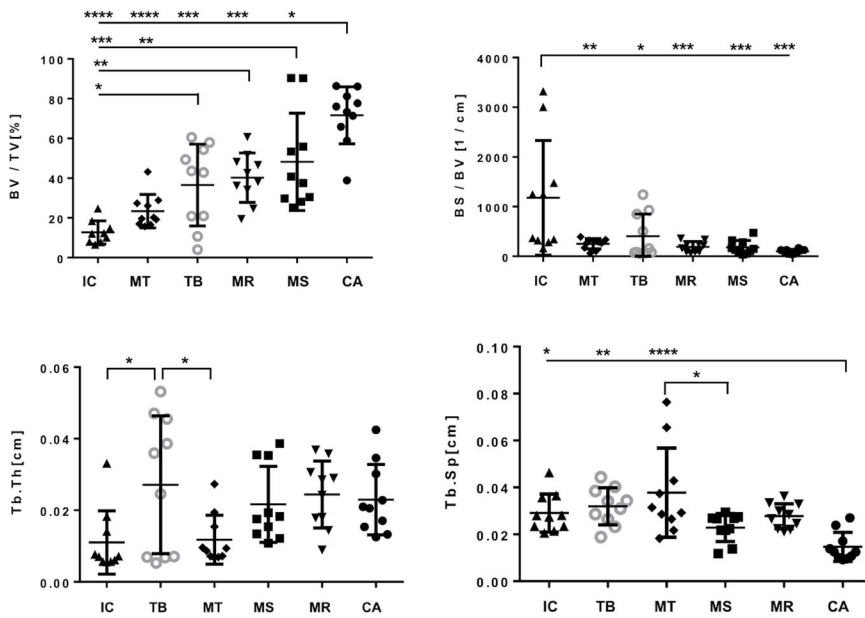 **** **** *** *** *
*** **
**
*
BV / TV[%]
100
80
60
40
20
0
IC MT TB MR MS CA
** * *** *** ***
BS / BV [1 / cm]
4000
3000
2000
1000
0
IC MT TB MR MS CA
* *
Tb.Th[cm]
0.06
0.04
0.02
0.00
IC TB MT MS MR CA
* ** ****
*
Tb.Sp[cm]
0.10
0.08
0.06
0.04
0.02
0.00
IC TB MT MS MR CA